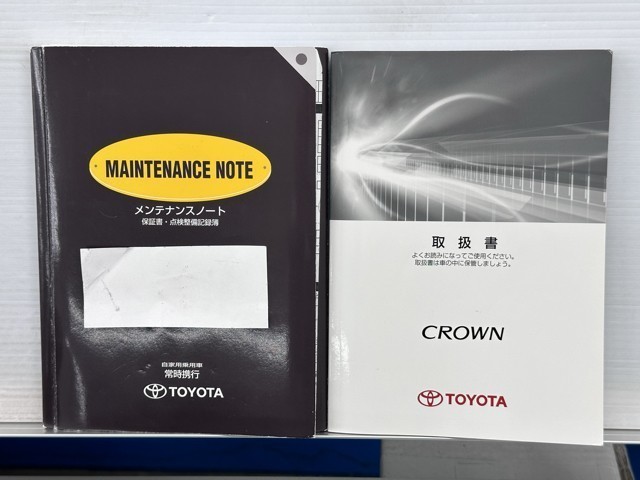 MAINTENANCE NOTE
メンテナンスノート
保証書・点検整備記録簿
自家用乗用車
常時携行
TOYOTA
取扱書
よくお読みになってご使用ください。
取扱書は車の中に保管しましょう。
CROWN
TOYOTA